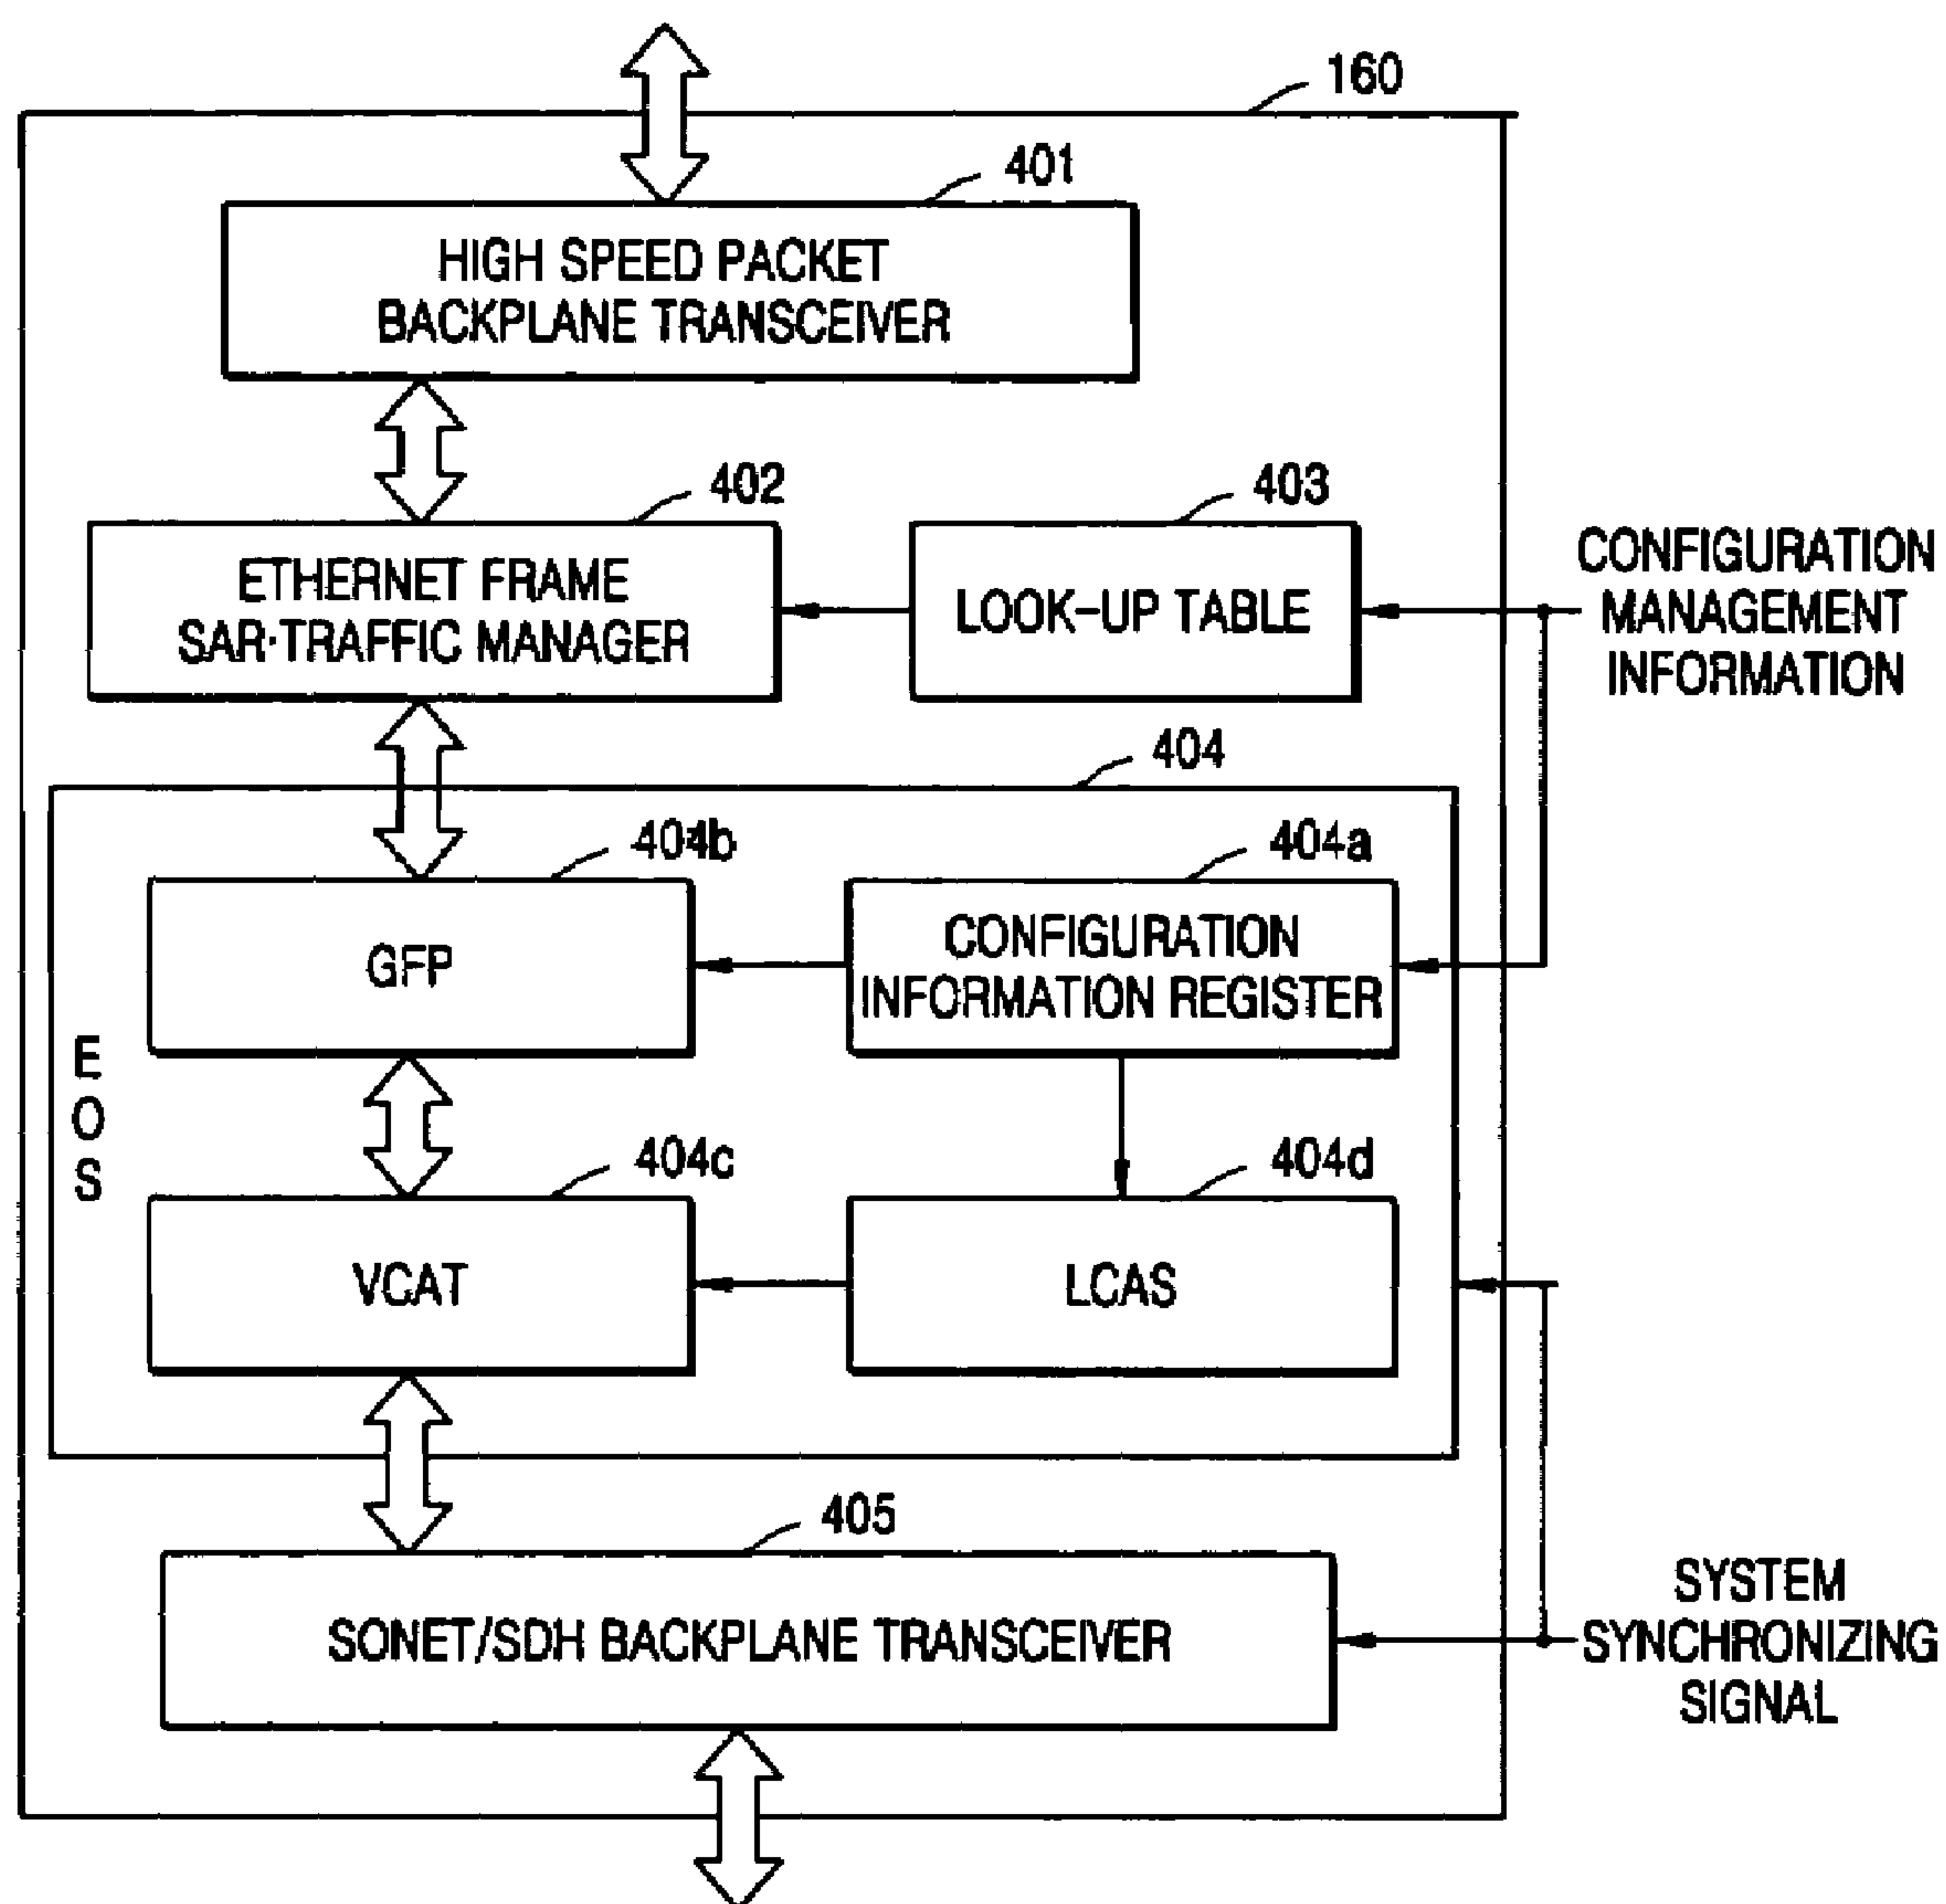 160
401
HIGH SPEED PACKET
BACKPLANE TRANSCEIVER
402
403
ETHERNET FRAME
SAR·TRAFFIC MANAGER
LOOK-UP TABLE
CONFIGURATION
MANAGEMENT
INFORMATION
404
404b
404a
GFP
CONFIGURATION
INFORMATION REGISTER
E
O
S
404c
404d
VCAT
LCAS
405
SONET/SDH BACKPLANE TRANSCEIVER
SYSTEM
SYNCHRONIZING
SIGNAL